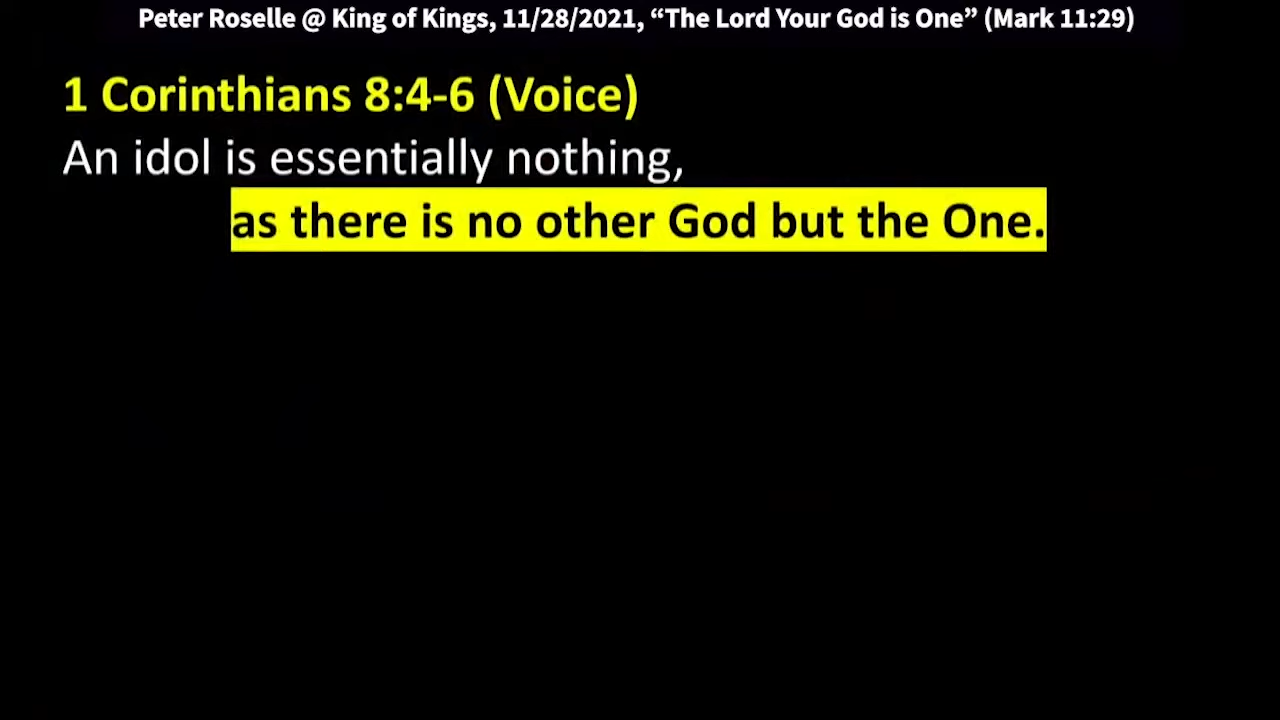 Peter Roselle @ King of Kings, 11/28/2021, “The Lord Your God is One” (Mark 11:29)
1 Corinthians 8:4-6 (Voice)
An idol is essentially nothing,
as there is no other God but the One.